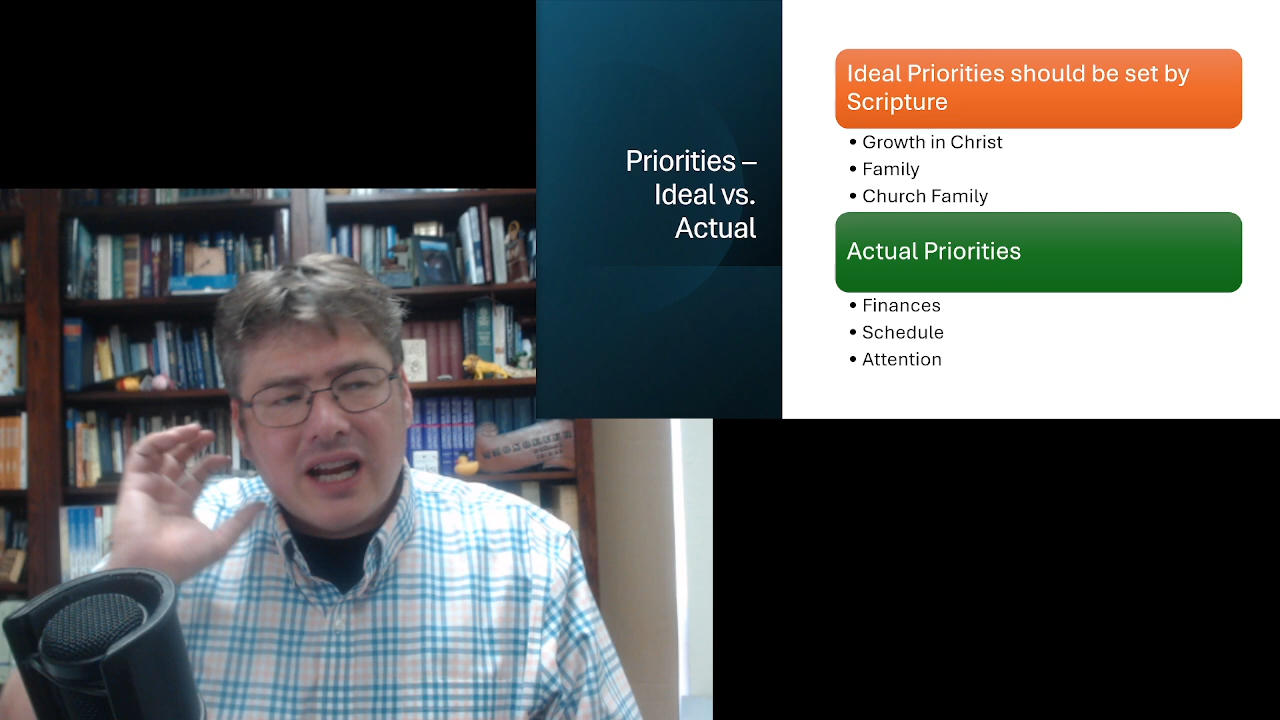 Priorities –
Ideal vs.
Actual
Ideal Priorities should be set by
Scripture
• Growth in Christ
• Family
• Church Family
Actual Priorities
• Finances
• Schedule
• Attention